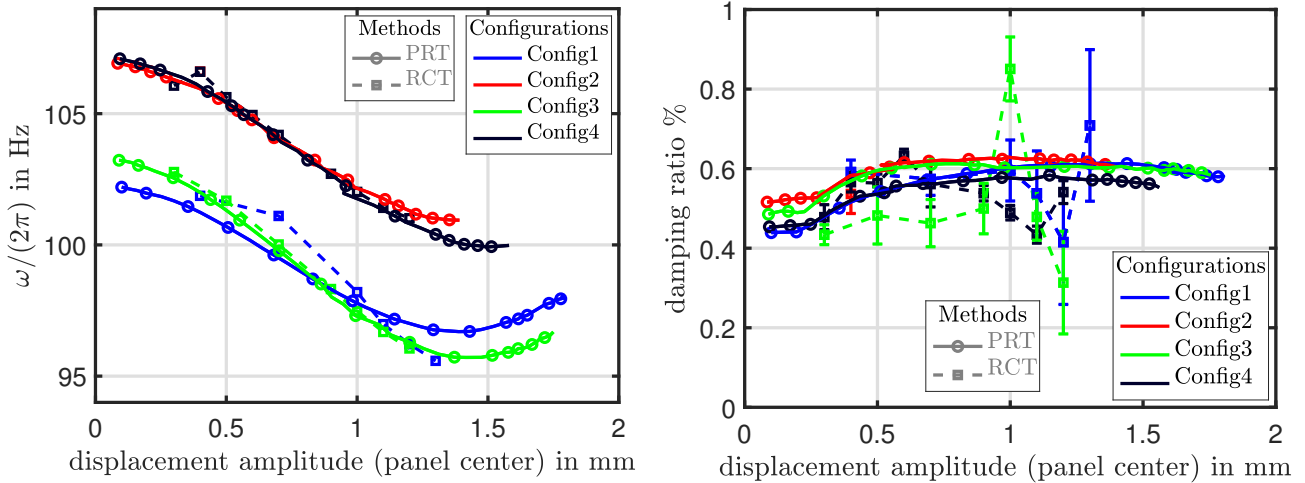 Methods
PRT
RCT
Configurations
Config1
Config2
Config3
Config4
ω/(2π) in Hz
105
100
95
0 0.5 1 1.5 2
displacement amplitude (panel center) in mm
damping ratio %
1
0.8
0.6
0.4
0.2
0
Configurations
Config1
Config2
Config3
Config4
Methods
PRT
RCT
0 0.5 1 1.5 2
displacement amplitude (panel center) in mm